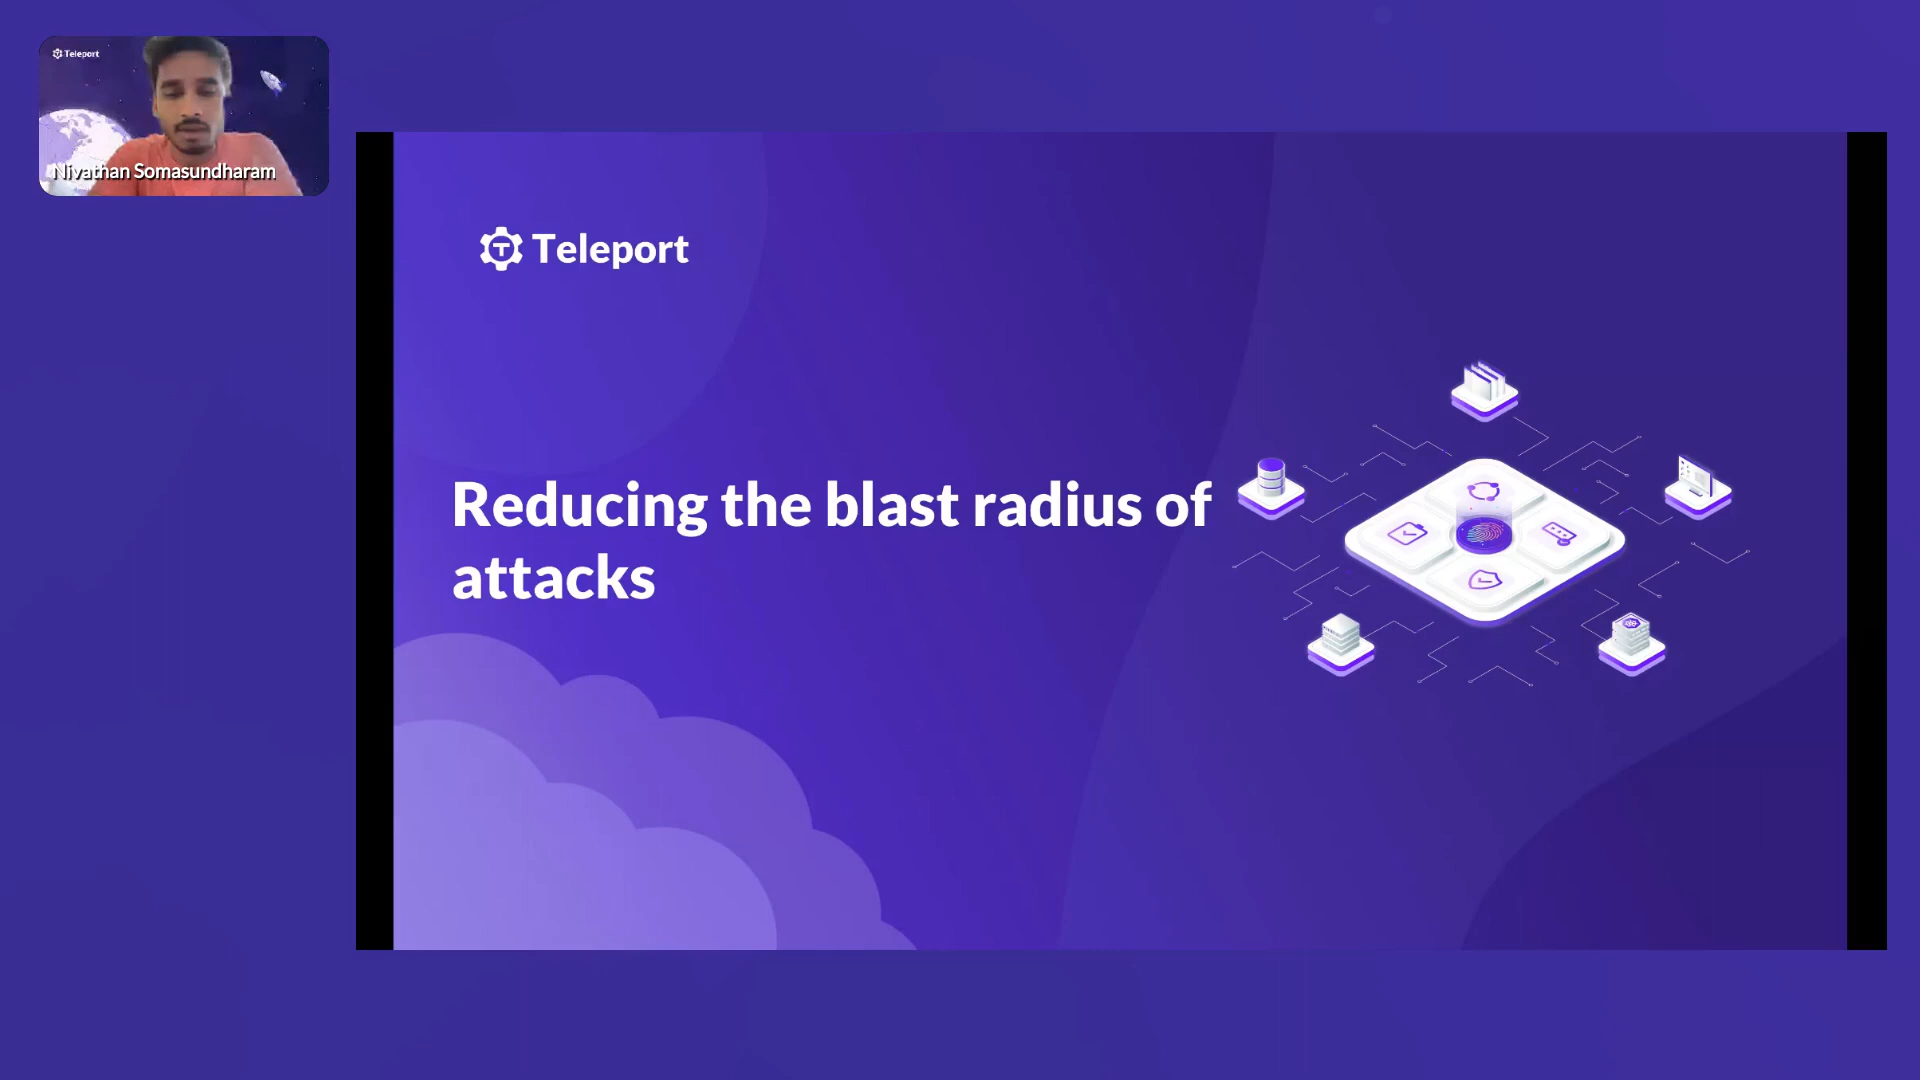 Teleport
Nivathan Somasundharam
Teleport
Reducing the blast radius of
attacks